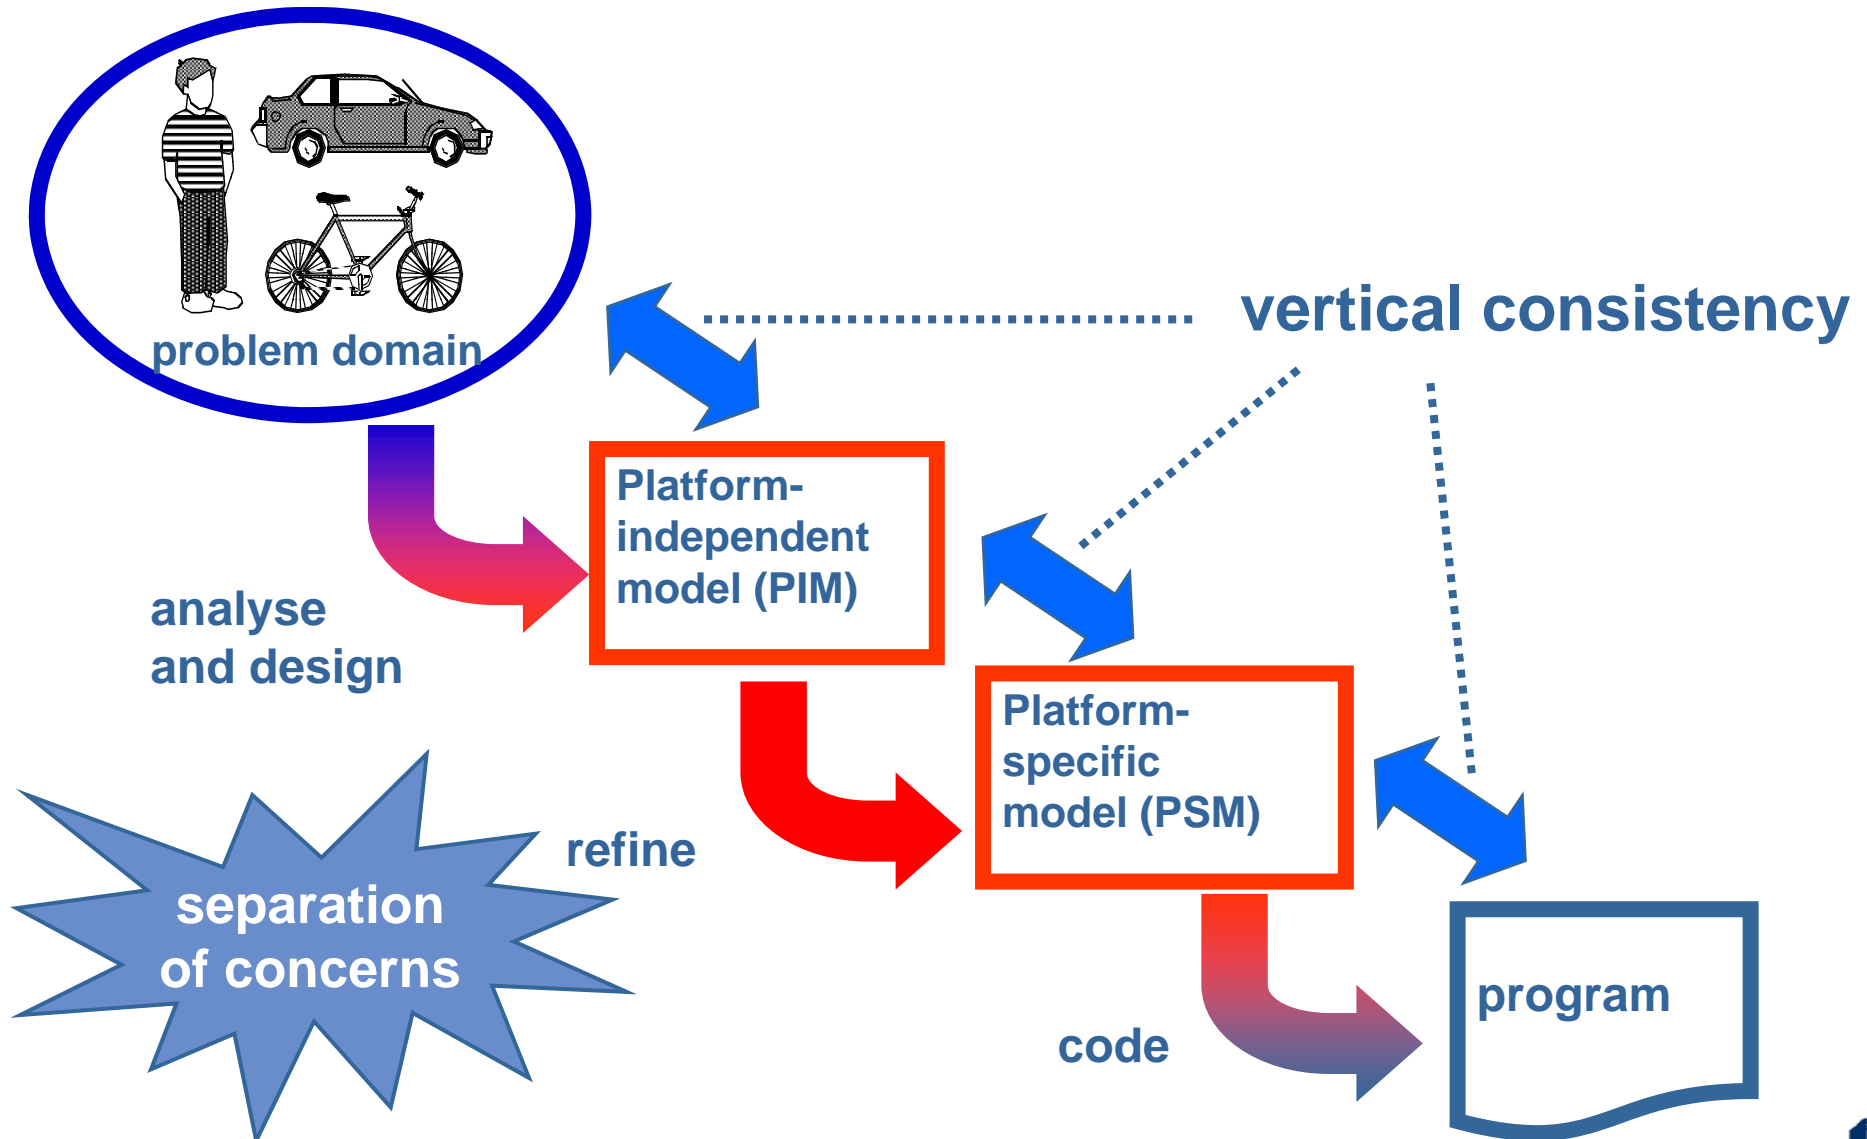 problem domain
vertical consistency
Platform-
independent
model (PIM)
analyse
and design
Platform-
specific
model (PSM)
refine
separation
of concerns
program
code